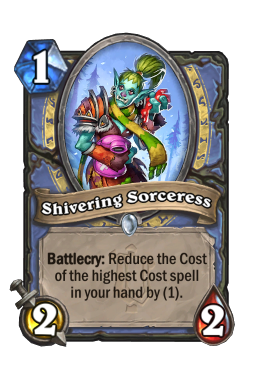 1
Shivering Sorceress
Battlecry: Reduce the Cost
of the highest Cost spell
in your hand by (1).
2 2